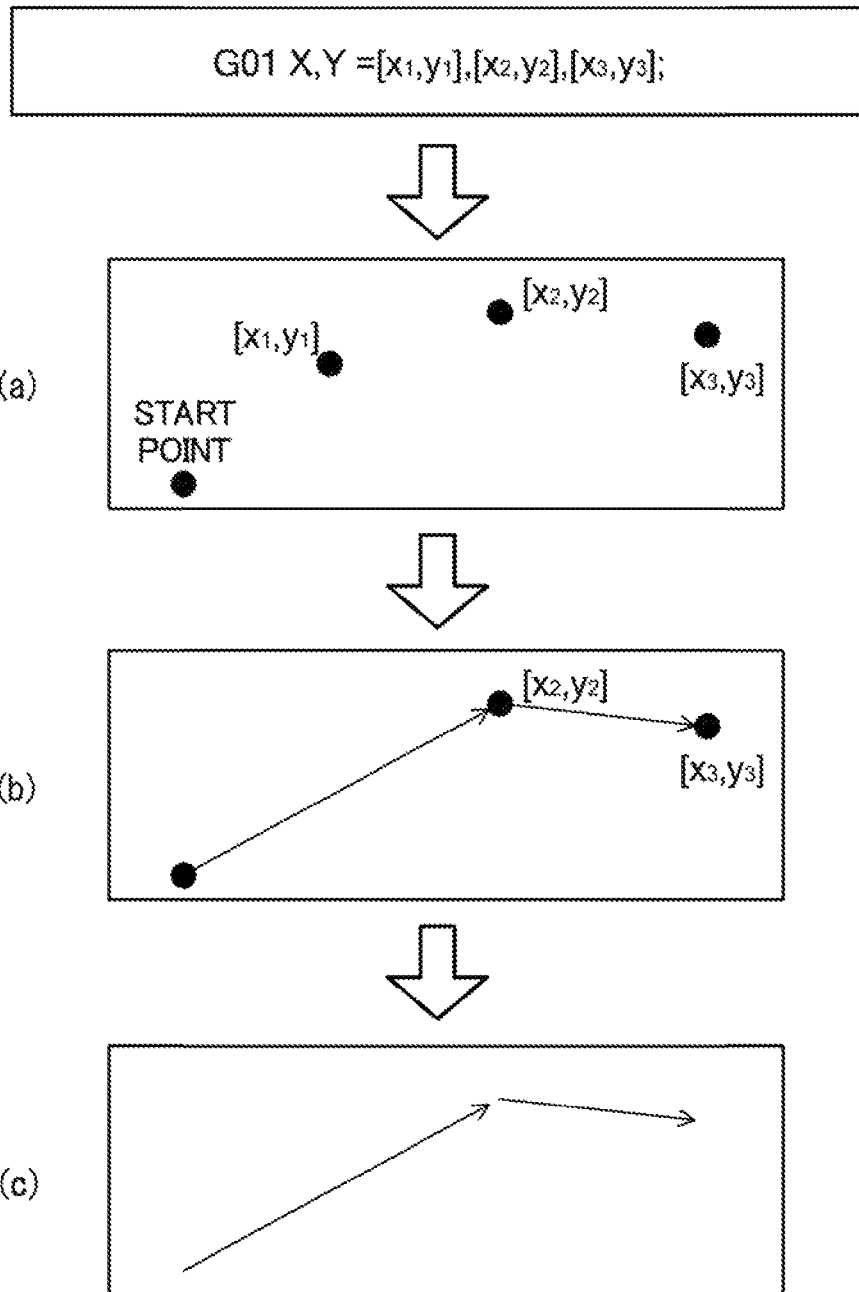 G01 X,Y =[x₁,y₁],[x₂,y₂],[x₃,y₃];
(a)
[x₂,y₂]
[x₁,y₁]
[x₃,y₃]
START
POINT
(b)
[x₂,y₂]
[x₃,y₃]
(c)